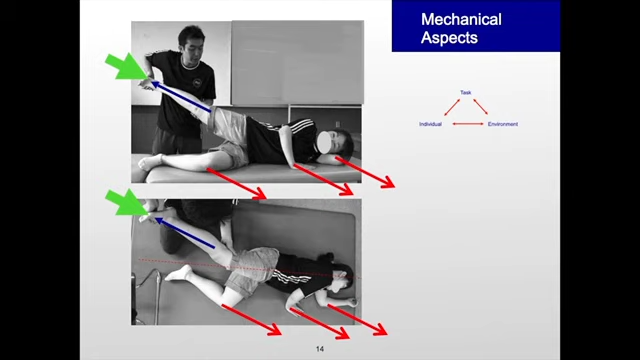 Mechanical
Aspects
Task
Individual
Environment
14